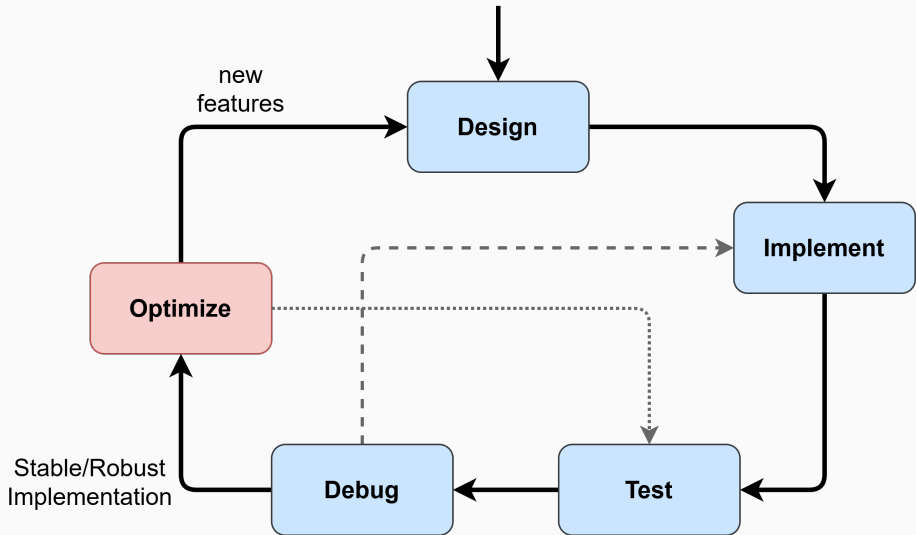 new
features
Design
Implement
Optimize
Stable/Robust
Implementation
Debug
Test